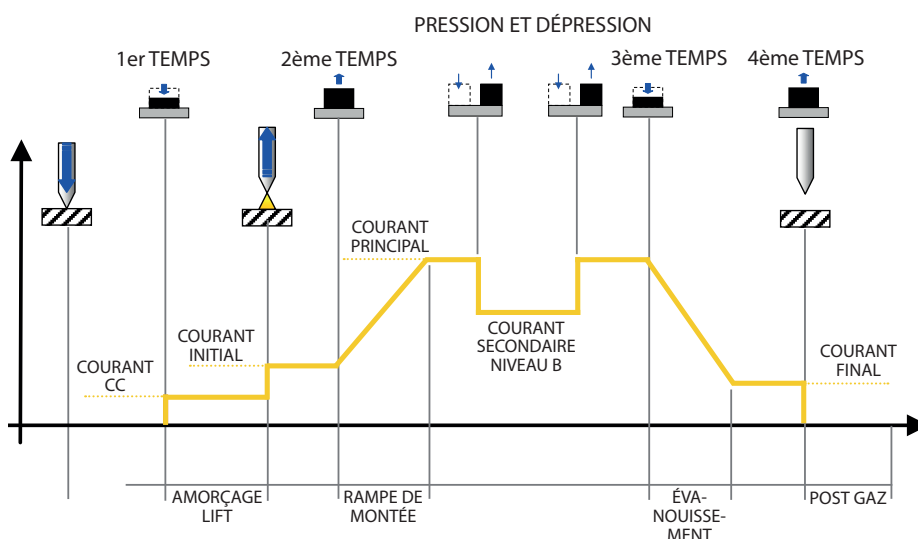 PRESSION ET DÉPRESSION
1er TEMPS
2ème TEMPS
3ème TEMPS
4ème TEMPS
COURANT
PRINCIPAL
COURANT
INITIAL
COURANT
CC
COURANT
SECONDAIRE
NIVEAU B
COURANT
FINAL
AMORÇAGE
LIFT
RAMPE DE
MONTÉE
ÉVA-
NOUISSE-
MENT
POST GAZ